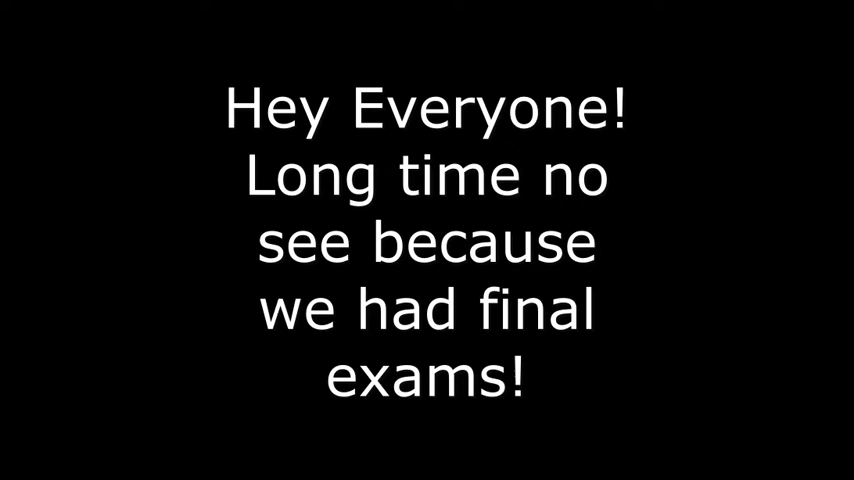 Hey Everyone!
Long time no
see because
we had final
exams!